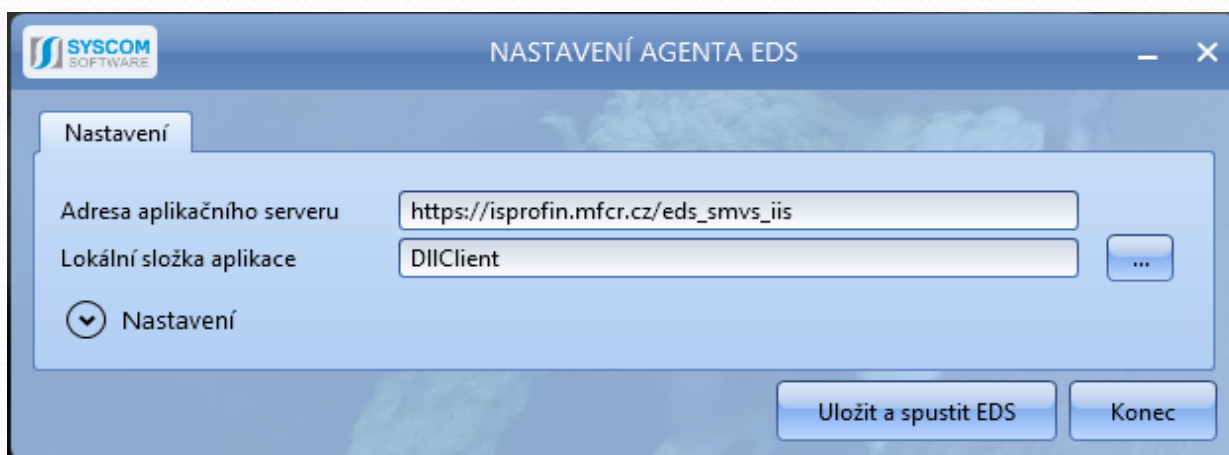 SYSCOM
SOFTWARE
NASTAVENÍ AGENTA EDS
Nastavení
Adresa aplikačního serveru
https://isprofin.mfcr.cz/eds_smvs_iis
Lokální složka aplikace
DllClient
...
Nastavení
Uložit a spustit EDS
Konec